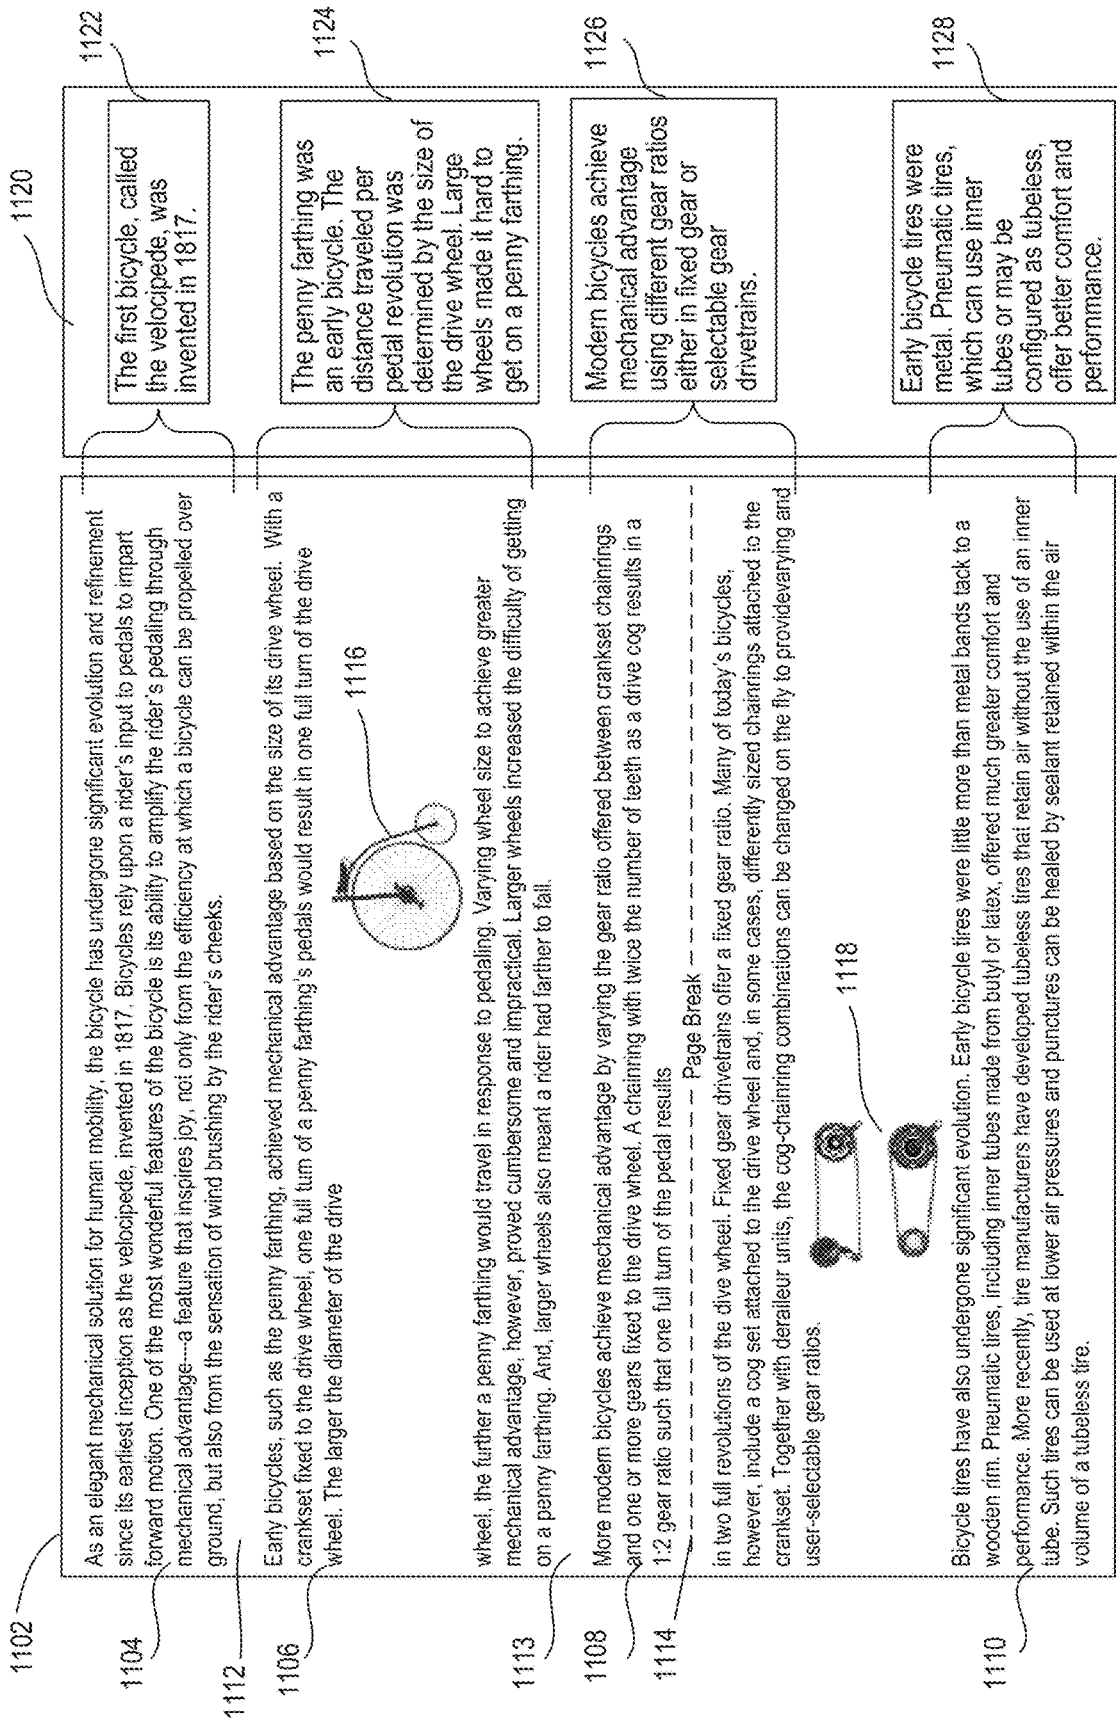 1102
1104
As an elegant mechanical solution for human mobility, the bicycle has undergone significant evolution and refinement
since its earliest inception as the velocipede, invented in 1817. Bicycles rely upon a rider's input to pedals to impart
forward motion. One of the most wonderful features of the bicycle is its ability to amplify the rider's pedaling through
mechanical advantage---a feature that inspires joy, not only from the efficiency at which a bicycle can be propelled over
ground, but also from the sensation of wind brushing by the rider's cheeks.
1112
1106
Early bicycles, such as the penny farthing, achieved mechanical advantage based on the size of its drive wheel. With a
crankset fixed to the drive wheel, one full turn of a penny farthing's pedals would result in one full turn of the drive
wheel. The larger the diameter of the drive
1116
wheel, the further a penny farthing would travel in response to pedaling. Varying wheel size to achieve greater
mechanical advantage, however, proved cumbersome and impractical. Larger wheels increased the difficulty of getting
on a penny farthing. And, larger wheels also meant a rider had farther to fall.
1113
1108
More modern bicycles achieve mechanical advantage by varying the gear ratio offered between crankset chainrings
and one or more gears fixed to the drive wheel. A chainring with twice the number of teeth as a drive cog results in a
1:2 gear ratio such that one full turn of the pedal results
1114
Page Break
in two full revolutions of the dive wheel. Fixed gear drivetrains offer a fixed gear ratio. Many of today's bicycles,
however, include a cog set attached to the drive wheel and, in some cases, differently sized chainrings attached to the
crankset. Together with derailleur units, the cog-chainring combinations can be changed on the fly to providevarying and
user-selectable gear ratios.
1118
1110
Bicycle tires have also undergone significant evolution. Early bicycle tires were little more than metal bands tack to a
wooden rim. Pneumatic tires, including inner tubes made from butyl or latex, offered much greater comfort and
performance. More recently, tire manufacturers have developed tubeless tires that retain air without the use of an inner
tube. Such tires can be used at lower air pressures and punctures can be healed by sealant retained within the air
volume of a tubeless tire.
1120
1122
The first bicycle, called
the velocipede, was
invented in 1817.
1124
The penny farthing was
an early bicycle. The
distance traveled per
pedal revolution was
determined by the size of
the drive wheel. Large
wheels made it hard to
get on a penny farthing.
1126
Modern bicycles achieve
mechanical advantage
using different gear ratios
either in fixed gear or
selectable gear
drivetrains.
1128
Early bicycle tires were
metal. Pneumatic tires,
which can use inner
tubes or may be
configured as tubeless,
offer better comfort and
performance.